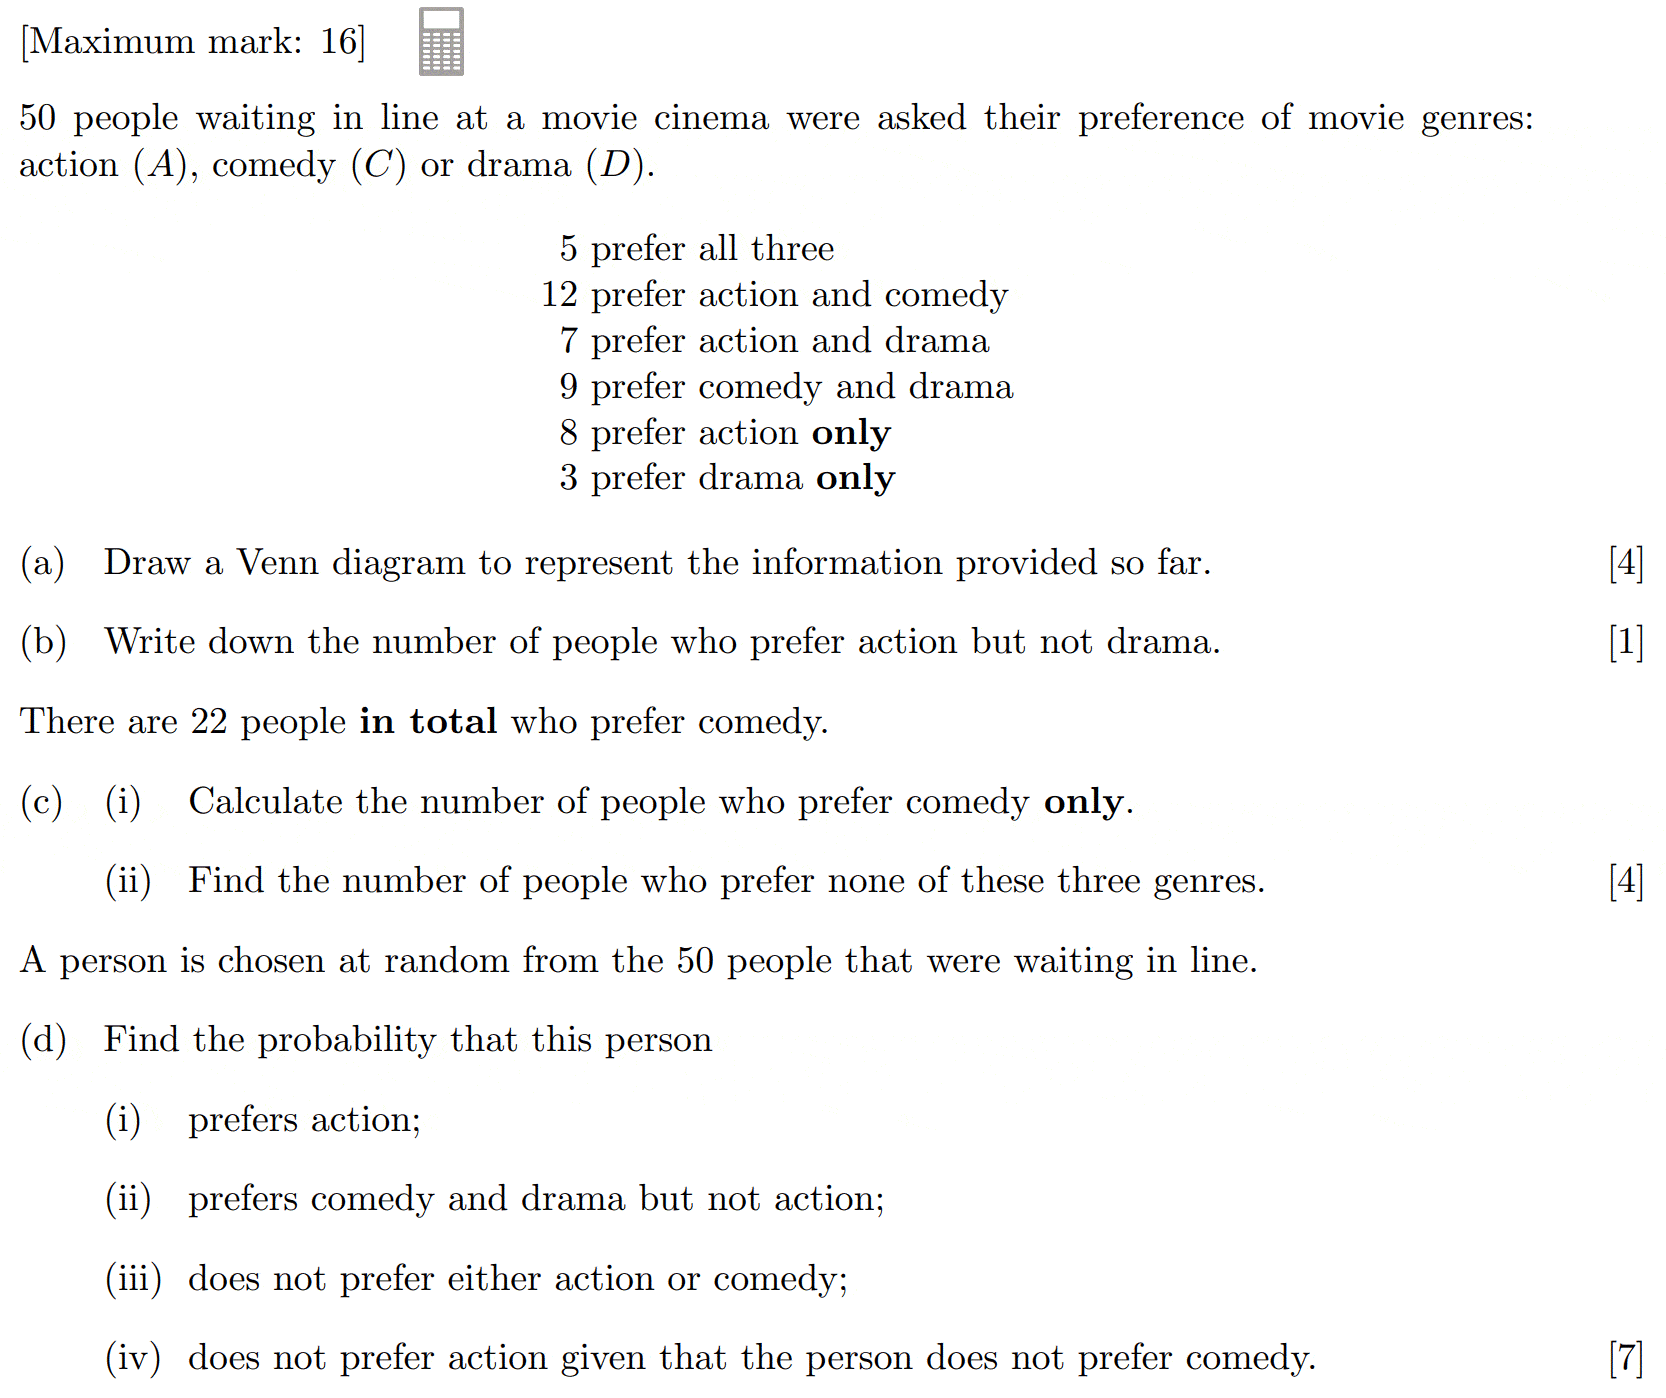 [Maximum mark: 16]
50 people waiting in line at a movie cinema were asked their preference of movie genres:
action (A), comedy (C) or drama (D).
5 prefer all three
12 prefer action and comedy
7 prefer action and drama
9 prefer comedy and drama
8 prefer action only
3 prefer drama only
(a) Draw a Venn diagram to represent the information provided so far. [4]
(b) Write down the number of people who prefer action but not drama. [1]
There are 22 people in total who prefer comedy.
(c) (i) Calculate the number of people who prefer comedy only.
(ii) Find the number of people who prefer none of these three genres. [4]
A person is chosen at random from the 50 people that were waiting in line.
(d) Find the probability that this person
(i) prefers action;
(ii) prefers comedy and drama but not action;
(iii) does not prefer either action or comedy;
(iv) does not prefer action given that the person does not prefer comedy. [7]